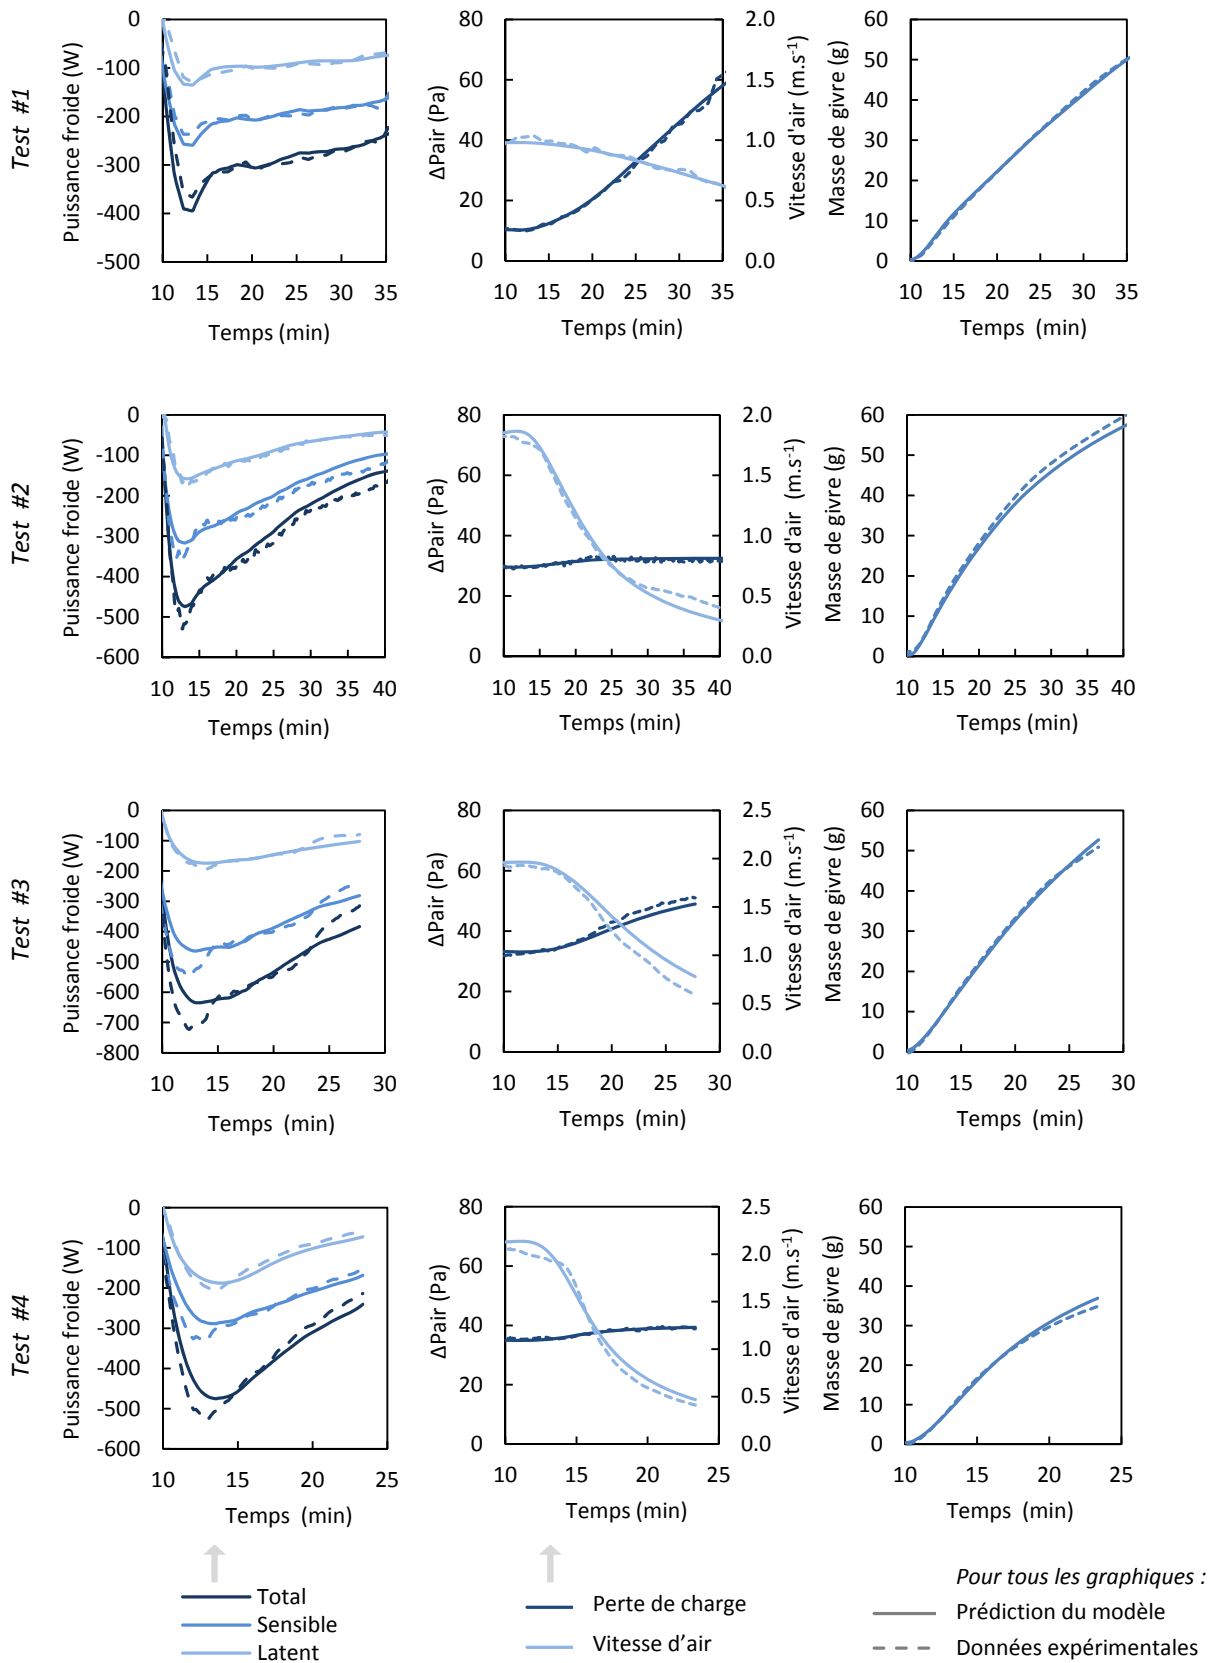 Test #1
Puissance froide (W)
0
-100
-200
-300
-400
-500
10 15 20 25 30 35
Temps (min)
ΔPair (Pa)
80
60
40
20
0
10 15 20 25 30 35
Temps (min)
2.0
1.5
1.0
0.5
0.0
Vitesse d'air (m.s-1)
Masse de givre (g)
60
50
40
30
20
10
0
10 15 20 25 30 35
Temps (min)
Test #2
Puissance froide (W)
0
-100
-200
-300
-400
-500
-600
10 15 20 25 30 35 40
Temps (min)
ΔPair (Pa)
80
60
40
20
0
10 15 20 25 30 35 40
Temps (min)
2.0
1.5
1.0
0.5
0.0
Vitesse d'air (m.s-1)
Masse de givre (g)
60
50
40
30
20
10
0
10 15 20 25 30 35 40
Temps (min)
Test #3
Puissance froide (W)
0
-100
-200
-300
-400
-500
-600
-700
-800
10 15 20 25 30
Temps (min)
ΔPair (Pa)
80
60
40
20
0
10 15 20 25 30
Temps (min)
2.5
2.0
1.5
1.0
0.5
0.0
Vitesse d'air (m.s-1)
Masse de givre (g)
60
50
40
30
20
10
0
10 15 20 25 30
Temps (min)
Test #4
Puissance froide (W)
0
-100
-200
-300
-400
-500
-600
10 15 20 25
Temps (min)
ΔPair (Pa)
80
60
40
20
0
10 15 20 25
Temps (min)
2.5
2.0
1.5
1.0
0.5
0.0
Vitesse d'air (m.s-1)
Masse de givre (g)
60
50
40
30
20
10
0
10 15 20 25
Temps (min)
Total
Sensible
Latent
Perte de charge
Vitesse d'air
Pour tous les graphiques :
Prédiction du modèle
Données expérimentales